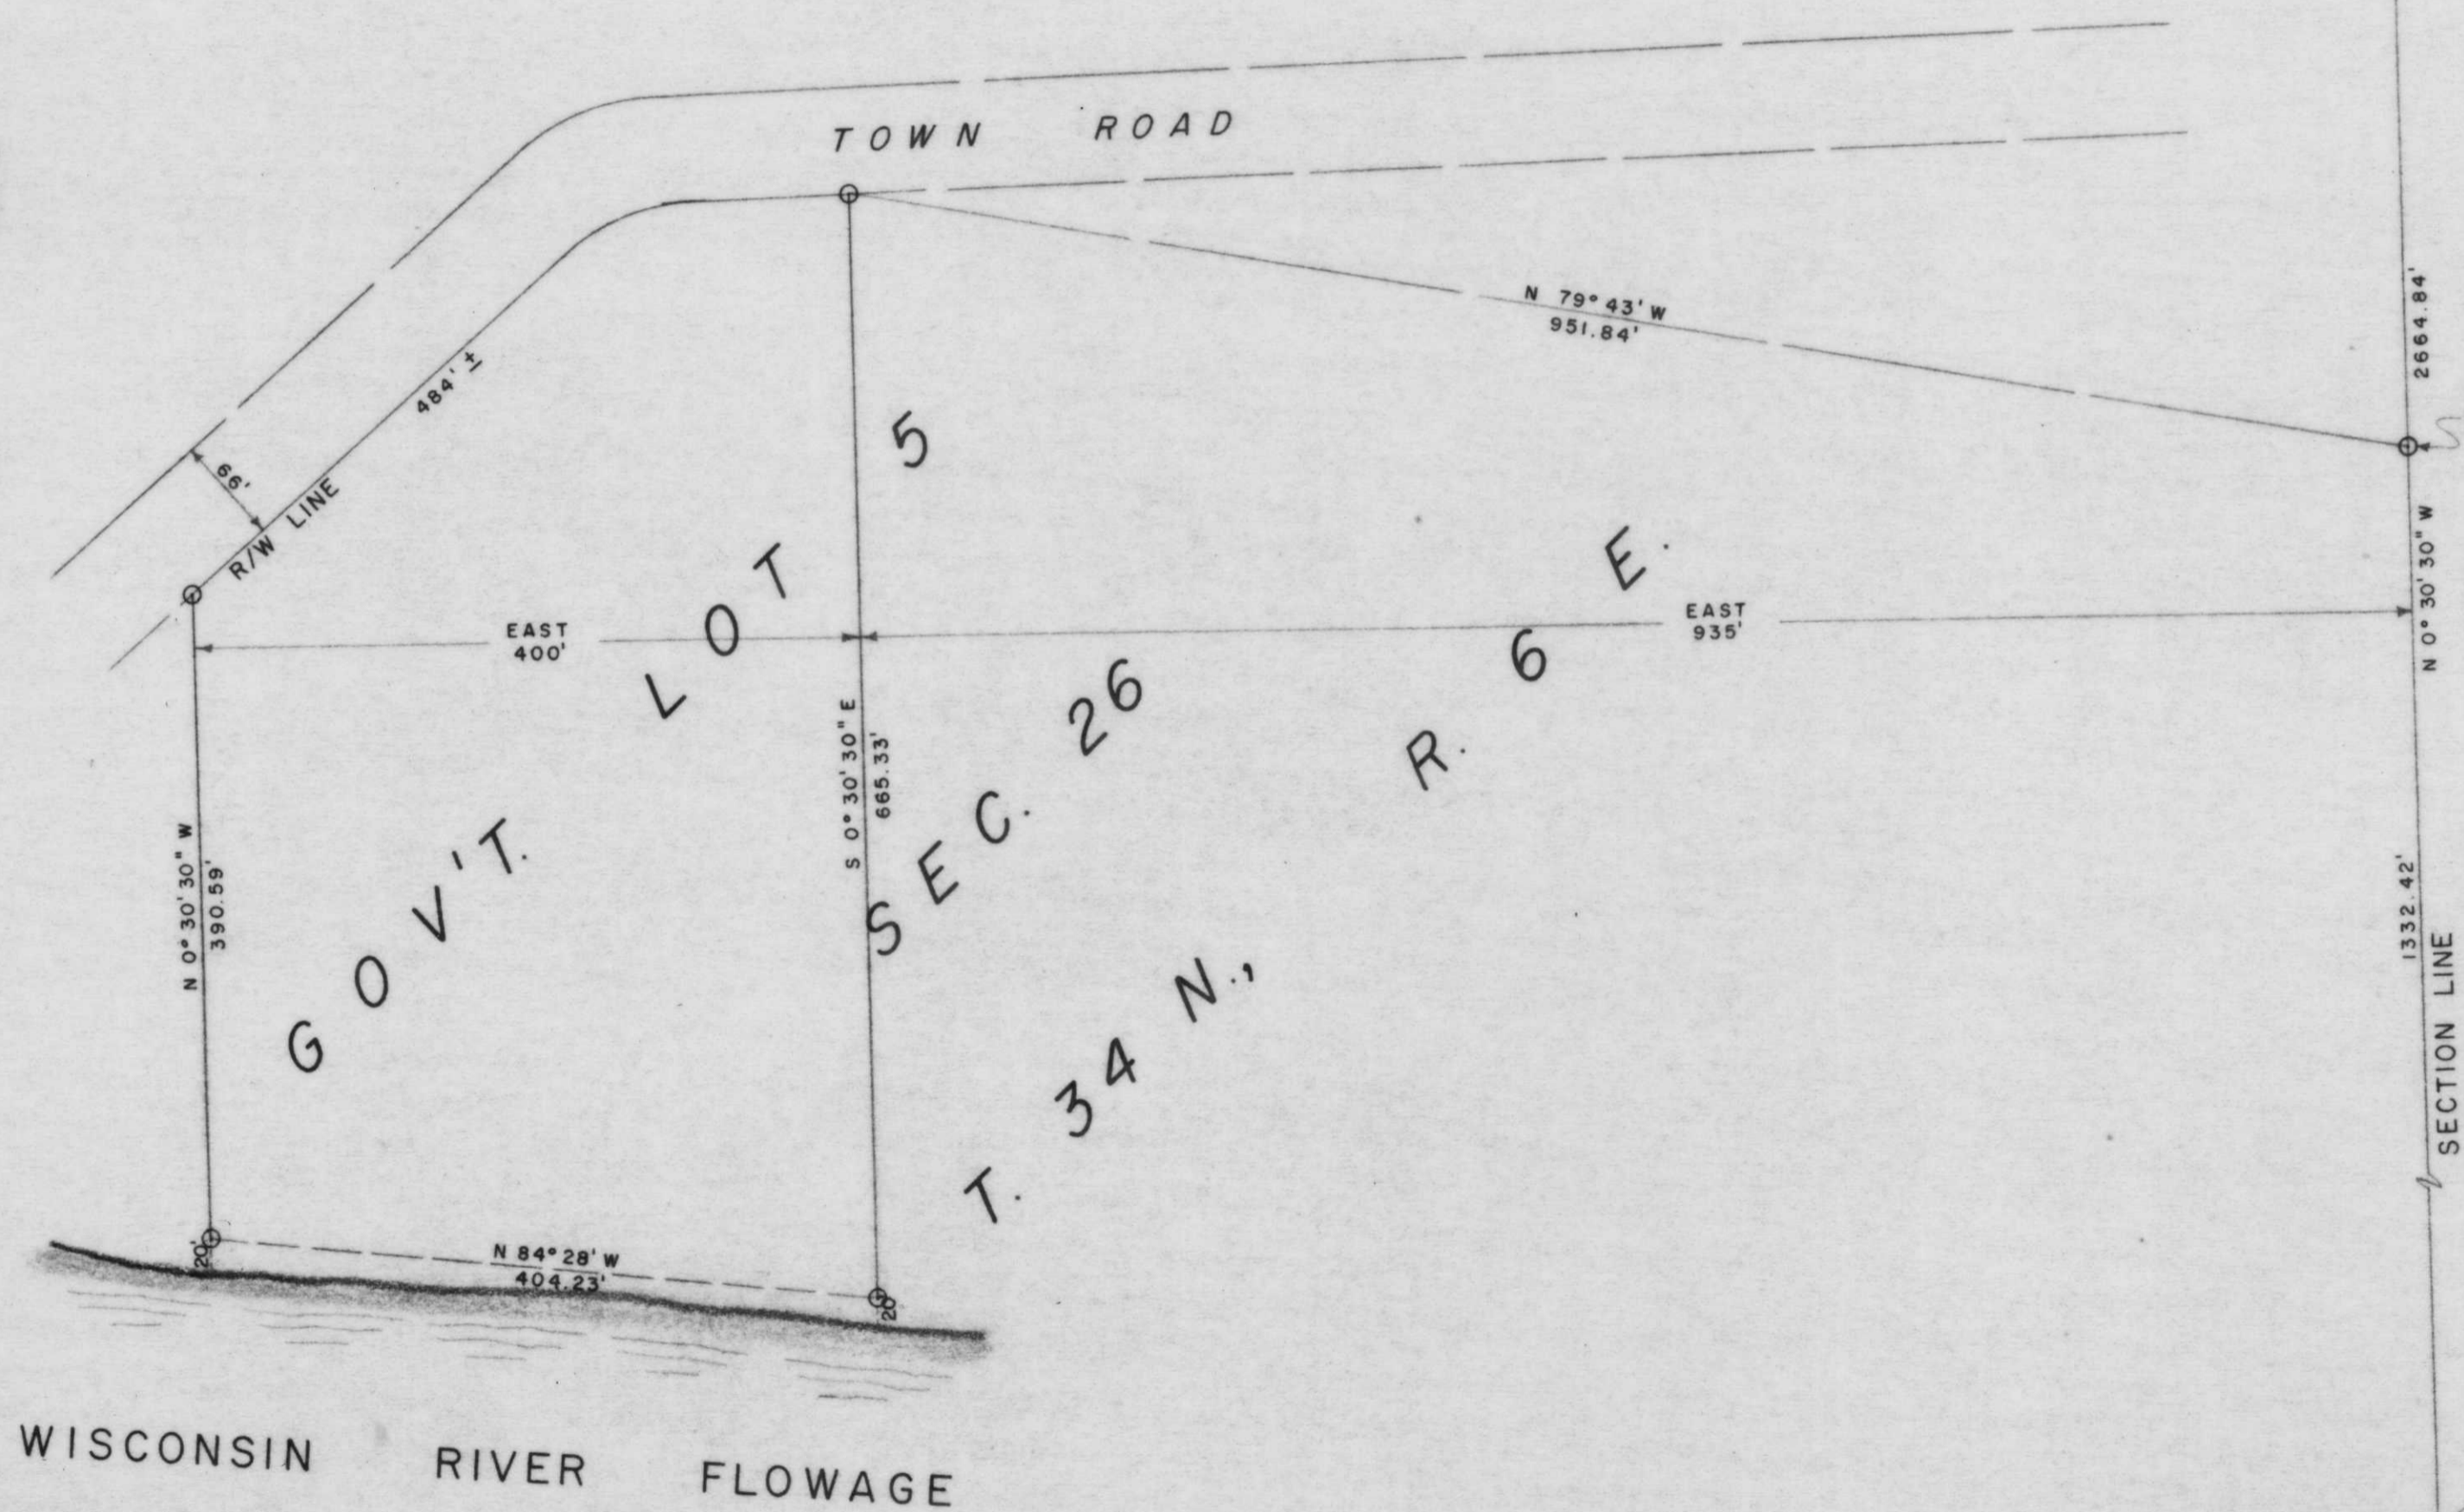 TOWN ROAD
N 79° 43' W
951.84'
2664.84'
484' ±
66'
R/W LINE
N 0° 30' 30" W
EAST
400'
EAST
935'
GOV'T. LOT 5
SEC. 26
T. 34 N., R. 6 E.
S 0° 30' 30" E
665.33'
N 0° 30' 30" W
390.59'
1332.42'
SECTION LINE
20'
N 84° 28' W
404.23'
20'
WISCONSIN RIVER FLOWAGE